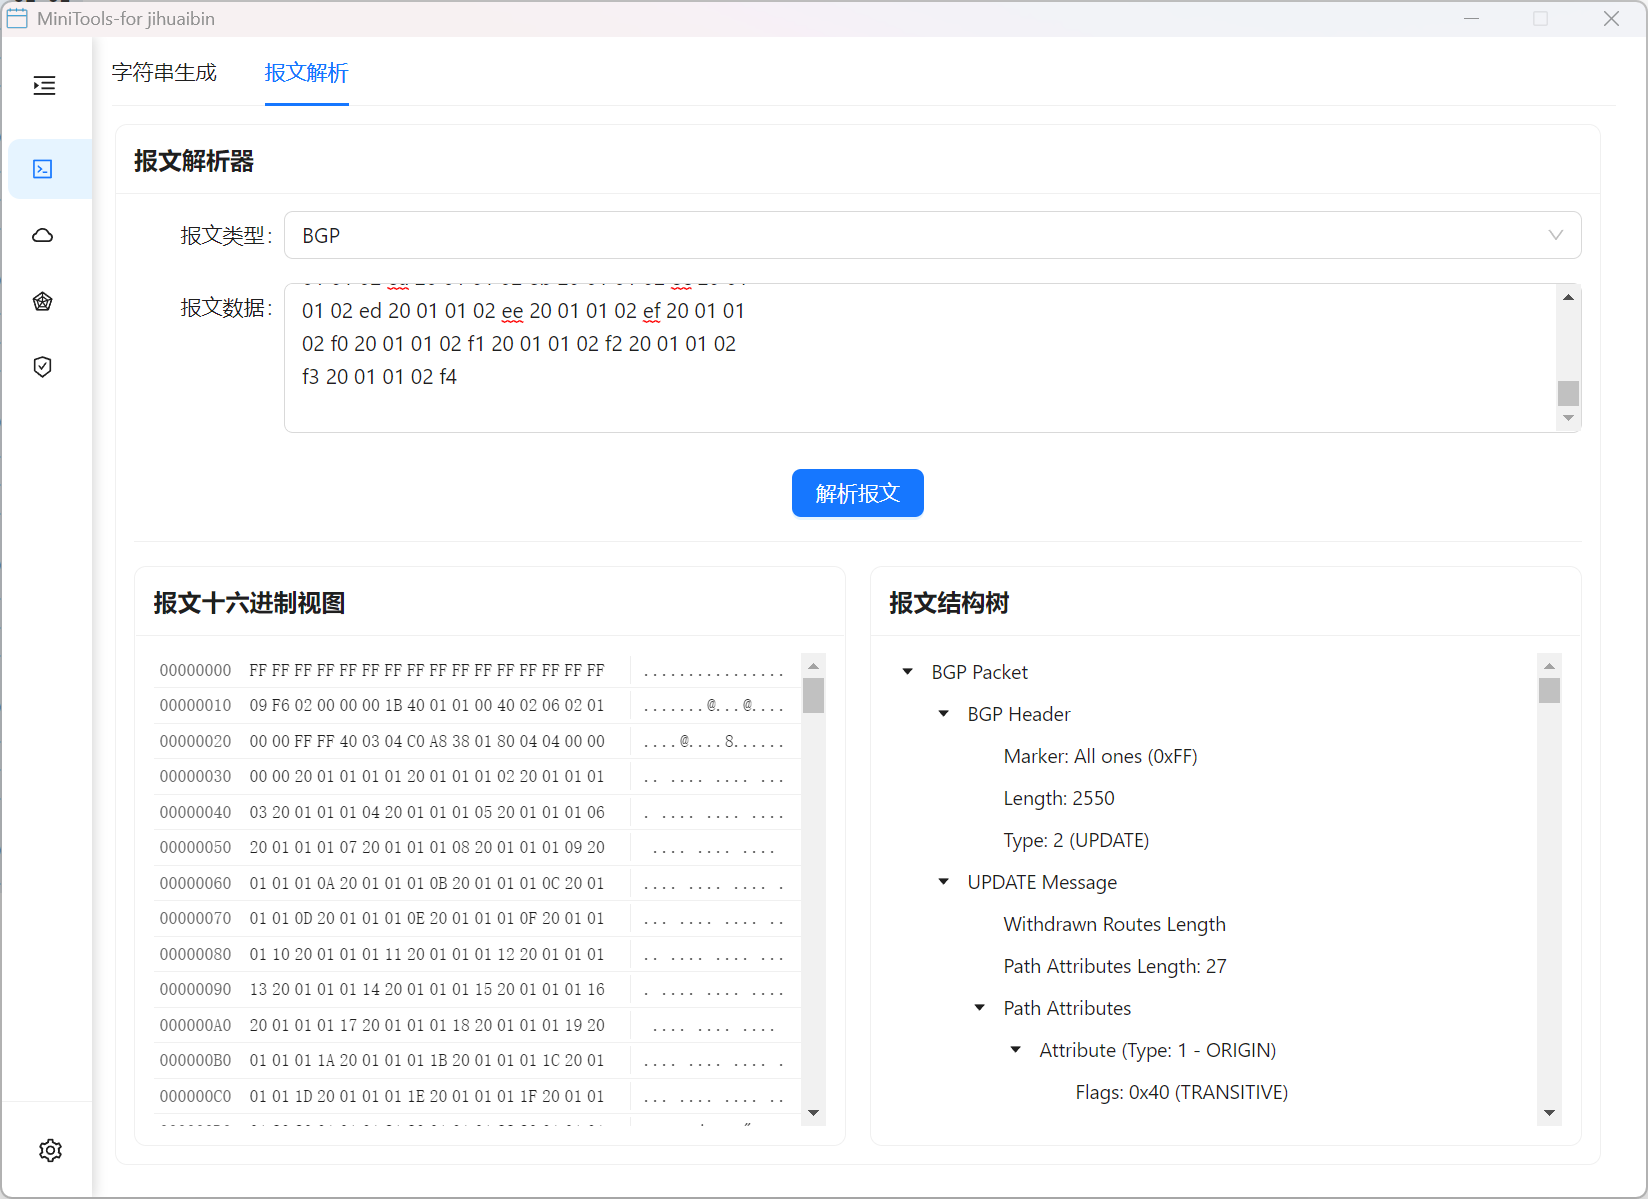 MiniTools-for jihuaibin
字符串生成
报文解析
报文解析器
报文类型:
BGP
报文数据:
01 02 ed 20 01 01 02 ee 20 01 01 02 ef 20 01 01
02 f0 20 01 01 02 f1 20 01 01 02 f2 20 01 01 02
f3 20 01 01 02 f4
解析报文
报文十六进制视图
00000000 FF FF FF FF FF FF FF FF FF FF FF FF FF FF FF FF ................
00000010 09 F6 02 00 00 00 1B 40 01 01 00 40 02 06 02 01 .......@...@....
00000020 00 00 FF FF 40 03 04 C0 A8 38 01 80 04 04 00 00 ....@....8......
00000030 00 00 20 01 01 01 01 20 01 01 01 02 20 01 01 01 .. .... .... ...
00000040 03 20 01 01 01 04 20 01 01 01 05 20 01 01 01 06 . .... .... ....
00000050 20 01 01 01 07 20 01 01 01 08 20 01 01 01 09 20 .... .... ....
00000060 01 01 01 0A 20 01 01 01 0B 20 01 01 01 0C 20 01 .... .... .... .
00000070 01 01 0D 20 01 01 01 0E 20 01 01 01 0F 20 01 01 ... .... .... ..
00000080 01 10 20 01 01 01 11 20 01 01 01 12 20 01 01 01 .. .... .... ...
00000090 13 20 01 01 01 14 20 01 01 01 15 20 01 01 01 16 . .... .... ....
000000A0 20 01 01 01 17 20 01 01 01 18 20 01 01 01 19 20 .... .... ....
000000B0 01 01 01 1A 20 01 01 01 1B 20 01 01 01 1C 20 01 .... .... .... .
000000C0 01 01 1D 20 01 01 01 1E 20 01 01 01 1F 20 01 01 ... .... .... ..
报文结构树
BGP Packet
BGP Header
Marker: All ones (0xFF)
Length: 2550
Type: 2 (UPDATE)
UPDATE Message
Withdrawn Routes Length
Path Attributes Length: 27
Path Attributes
Attribute (Type: 1 - ORIGIN)
Flags: 0x40 (TRANSITIVE)